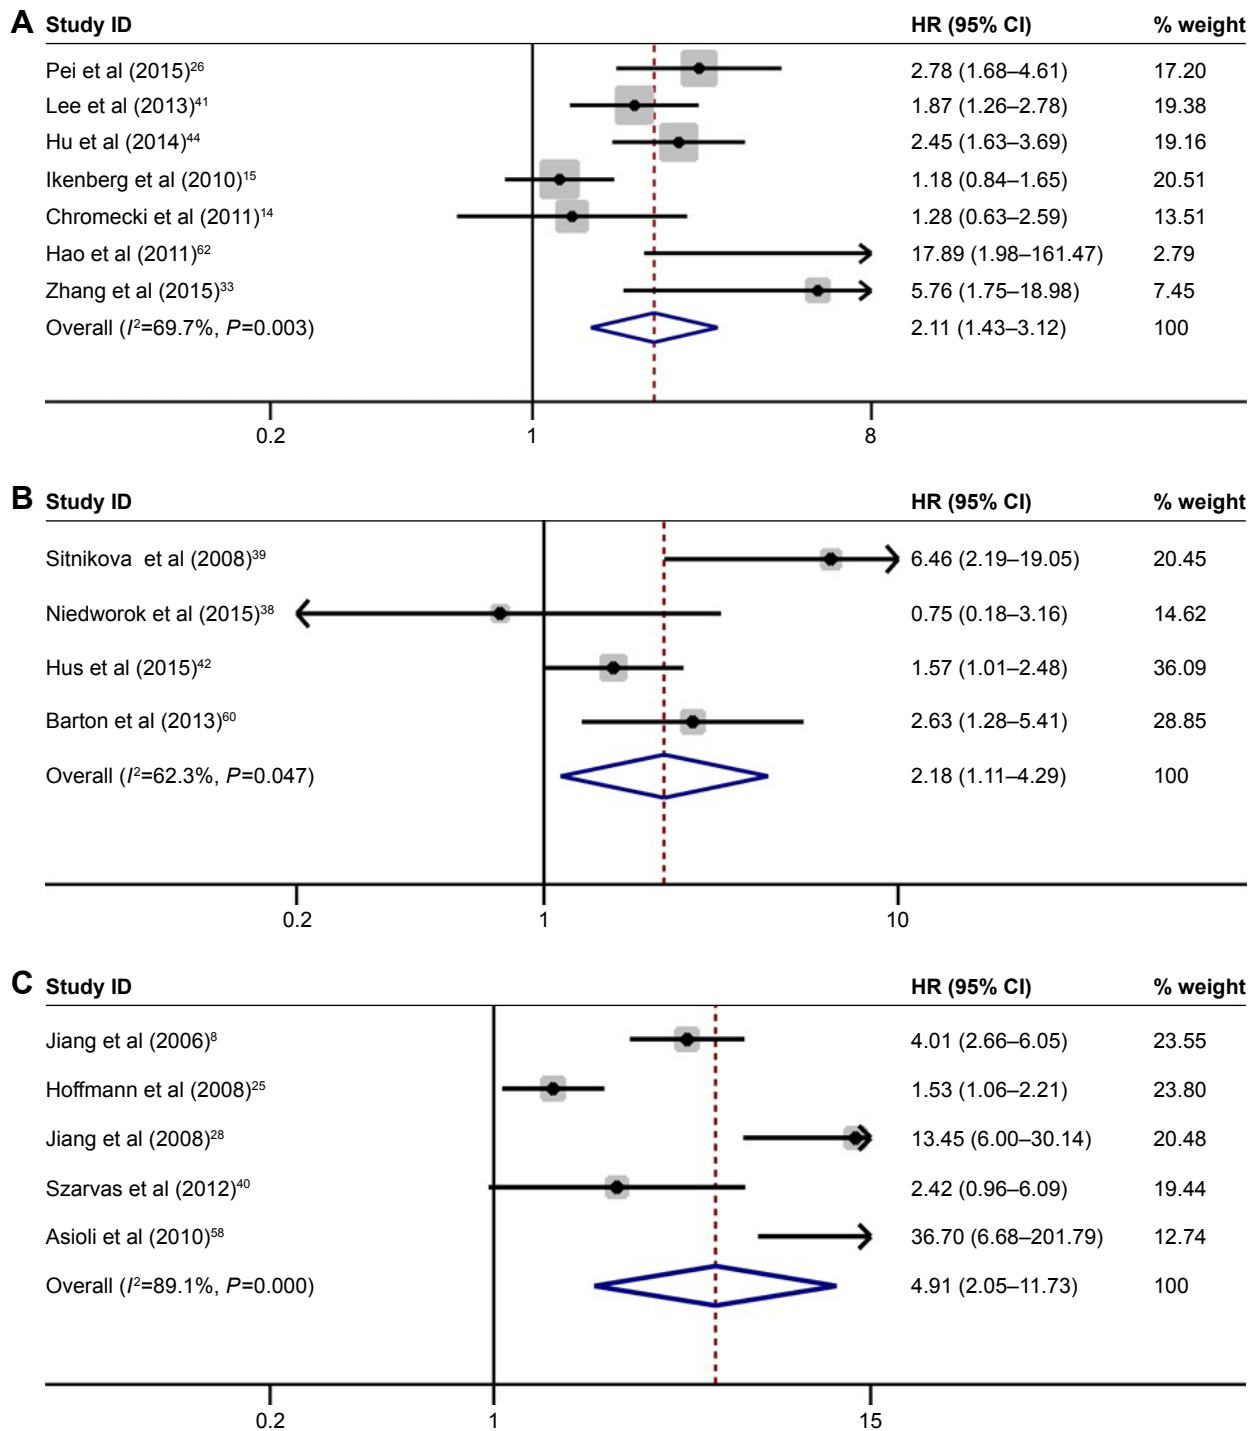 A Study ID HR (95% CI) % weight
Pei et al (2015)26 2.78 (1.68–4.61) 17.20
Lee et al (2013)41 1.87 (1.26–2.78) 19.38
Hu et al (2014)44 2.45 (1.63–3.69) 19.16
Ikenberg et al (2010)15 1.18 (0.84–1.65) 20.51
Chromecki et al (2011)14 1.28 (0.63–2.59) 13.51
Hao et al (2011)62 17.89 (1.98–161.47) 2.79
Zhang et al (2015)33 5.76 (1.75–18.98) 7.45
Overall (I2=69.7%, P=0.003) 2.11 (1.43–3.12) 100
0.2 1 8
B Study ID HR (95% CI) % weight
Sitnikova et al (2008)39 6.46 (2.19–19.05) 20.45
Niedworok et al (2015)38 0.75 (0.18–3.16) 14.62
Hus et al (2015)42 1.57 (1.01–2.48) 36.09
Barton et al (2013)60 2.63 (1.28–5.41) 28.85
Overall (I2=62.3%, P=0.047) 2.18 (1.11–4.29) 100
0.2 1 10
C Study ID HR (95% CI) % weight
Jiang et al (2006)8 4.01 (2.66–6.05) 23.55
Hoffmann et al (2008)25 1.53 (1.06–2.21) 23.80
Jiang et al (2008)28 13.45 (6.00–30.14) 20.48
Szarvas et al (2012)40 2.42 (0.96–6.09) 19.44
Asioli et al (2010)58 36.70 (6.68–201.79) 12.74
Overall (I2=89.1%, P=0.000) 4.91 (2.05–11.73) 100
0.2 1 15